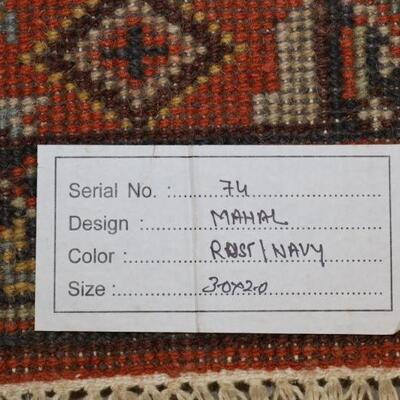 Serial No. : 74
Design : MAHAL
Color : RUST/NAVY
Size : 3.0x2.0